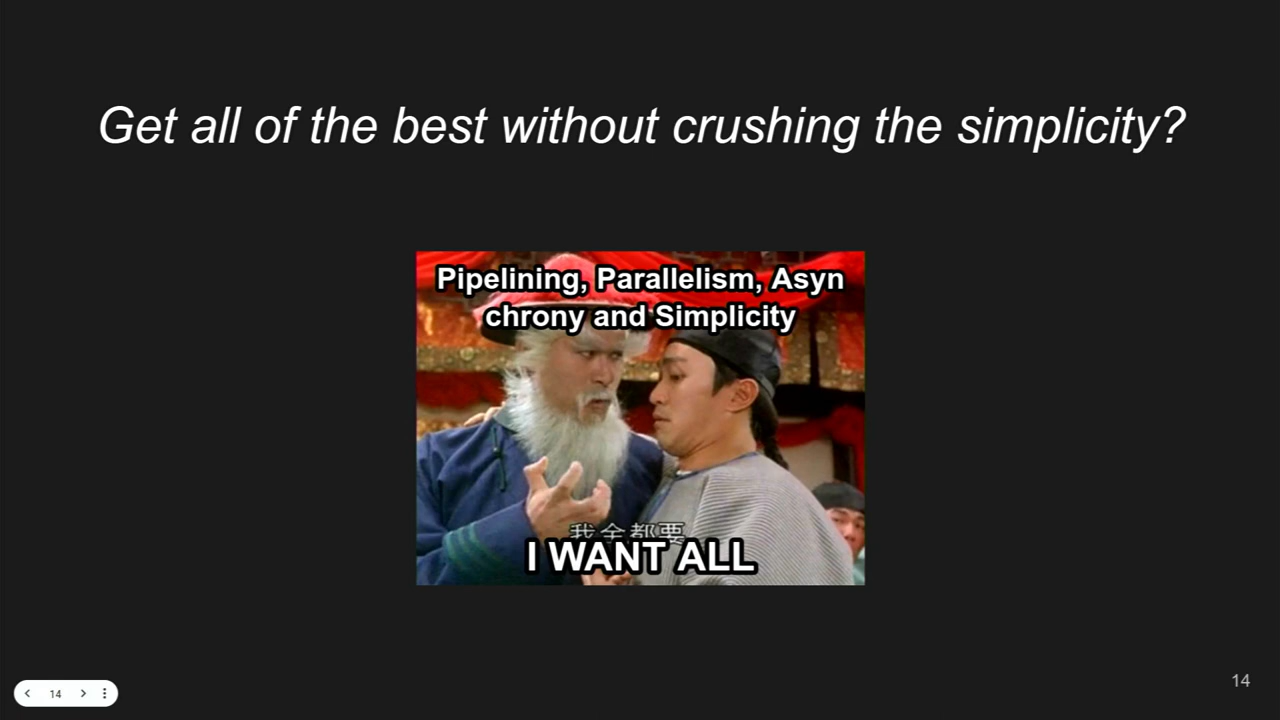 Get all of the best without crushing the simplicity?
Pipelining, Parallelism, Asyn
chrony and Simplicity
我全都要
I WANT ALL
14
14